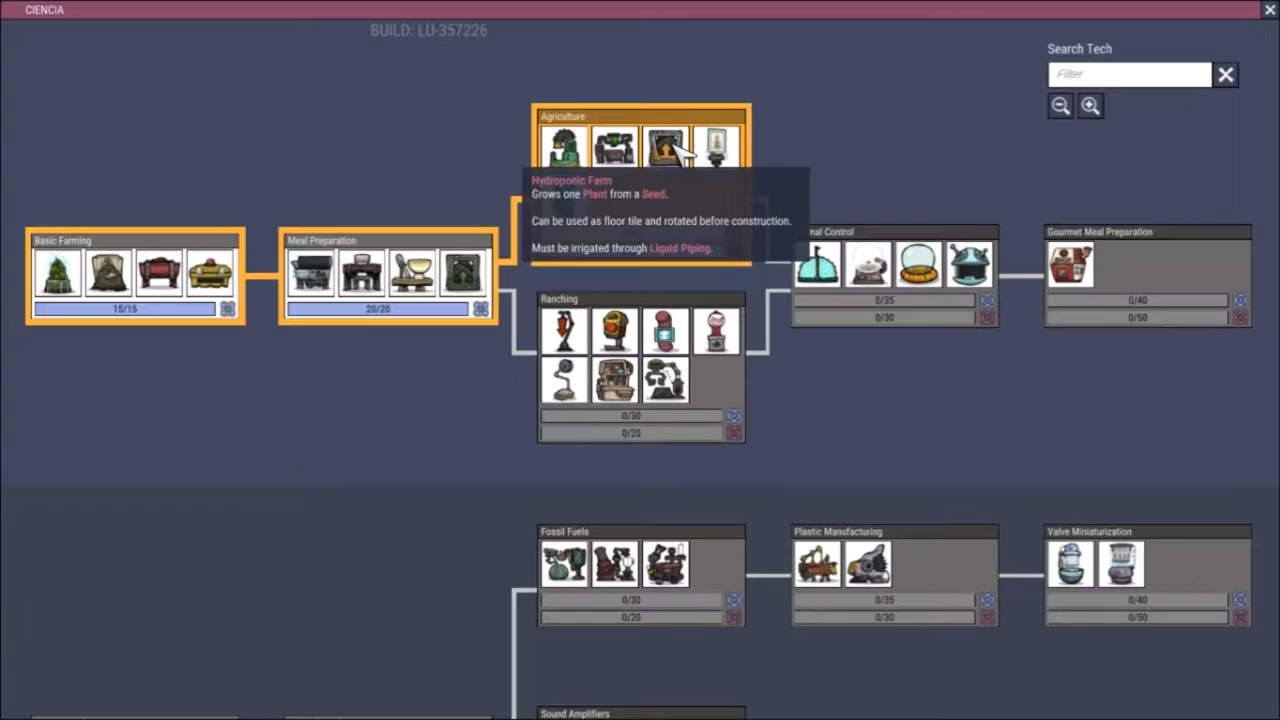 CIENCIA
BUILD: LU-357226
Search Tech
Filter
Agriculture
Hydroponic Farm
Grows one Plant from a Seed.
Can be used as floor tile and rotated before construction.
Must be irrigated through Liquid Piping.
Basic Farming
15/15
Meal Preparation
20/20
mal Control
0/35
0/30
Gourmet Meal Preparation
0/40
0/50
Ranching
0/30
0/20
Fossil Fuels
0/30
0/20
Plastic Manufacturing
0/35
0/30
Valve Miniaturization
0/40
0/50
Sound Amplifiers